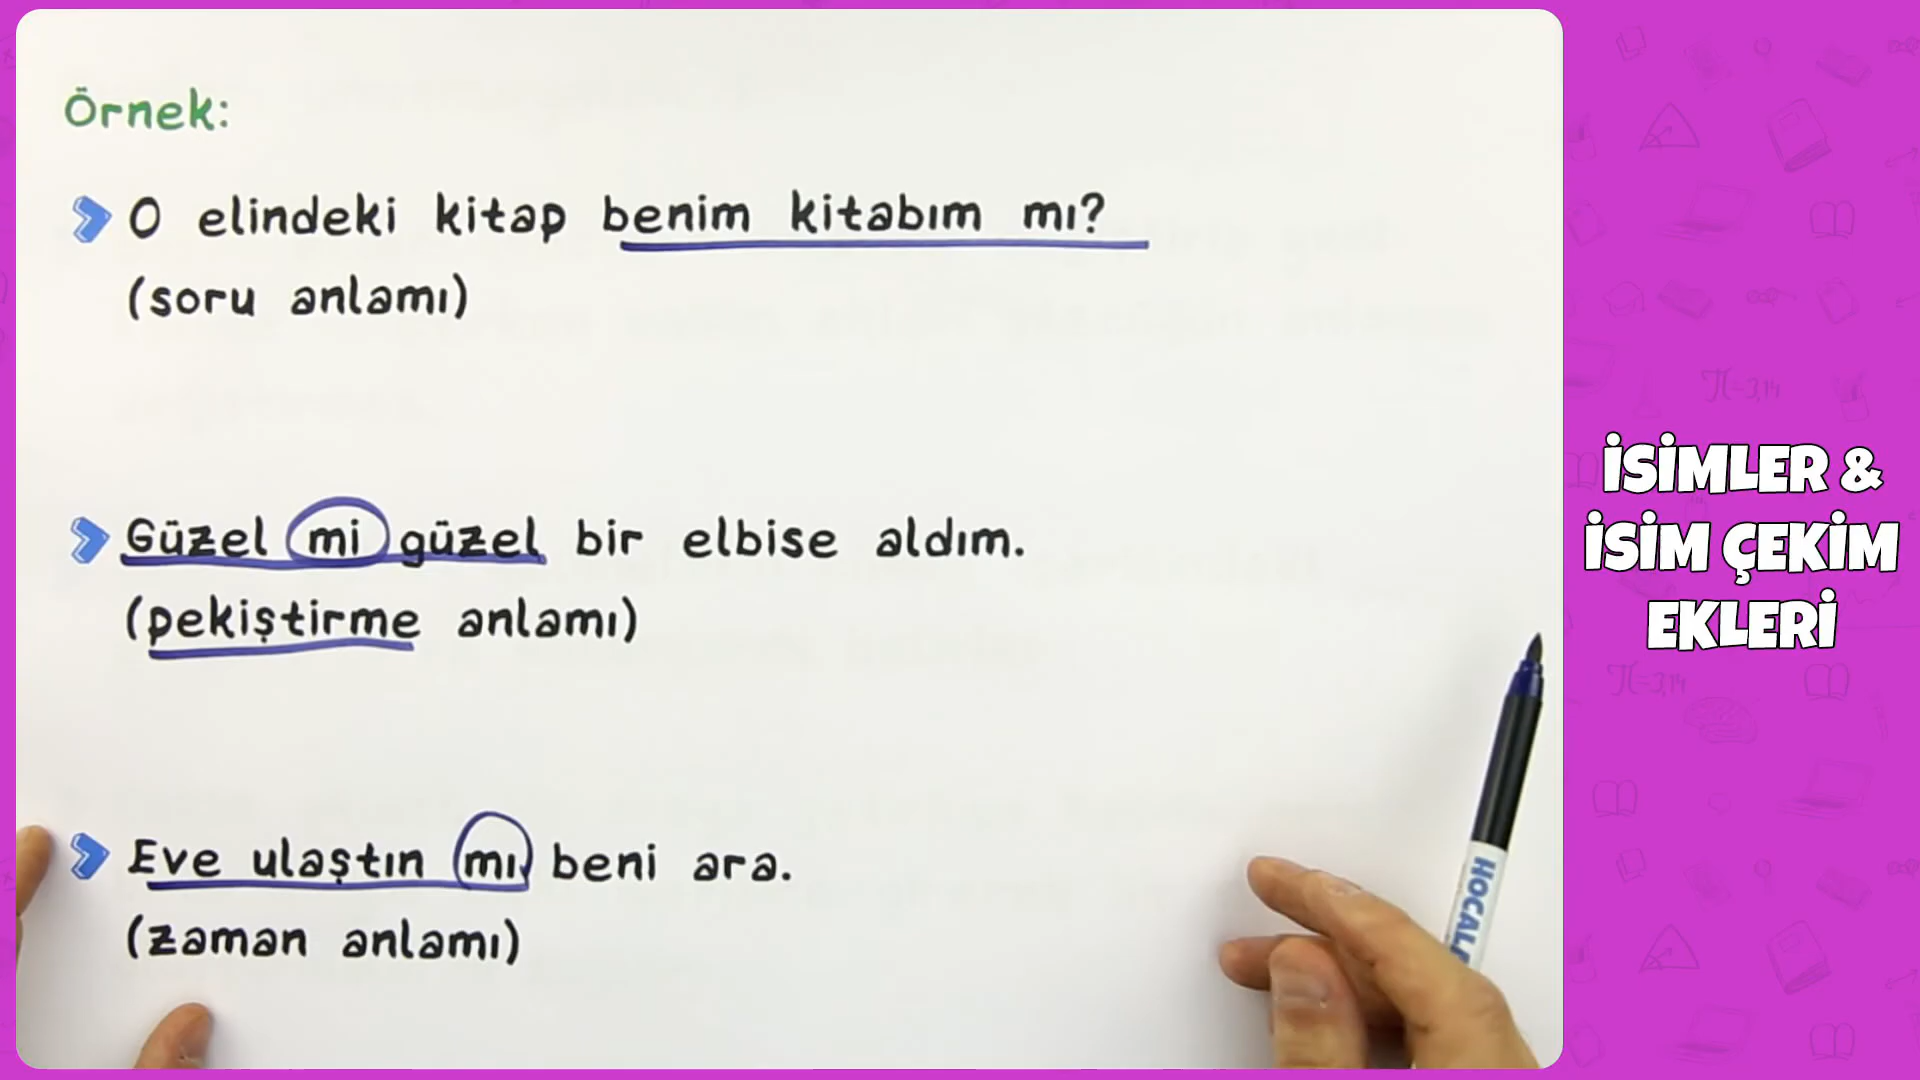 Örnek:
O elindeki kitap benim kitabım mı?
(soru anlamı)
Güzel mi güzel bir elbise aldım.
(pekiştirme anlamı)
Eve ulaştın mı beni ara.
(zaman anlamı)
İSİMLER &
İSİM ÇEKİM
EKLERİ